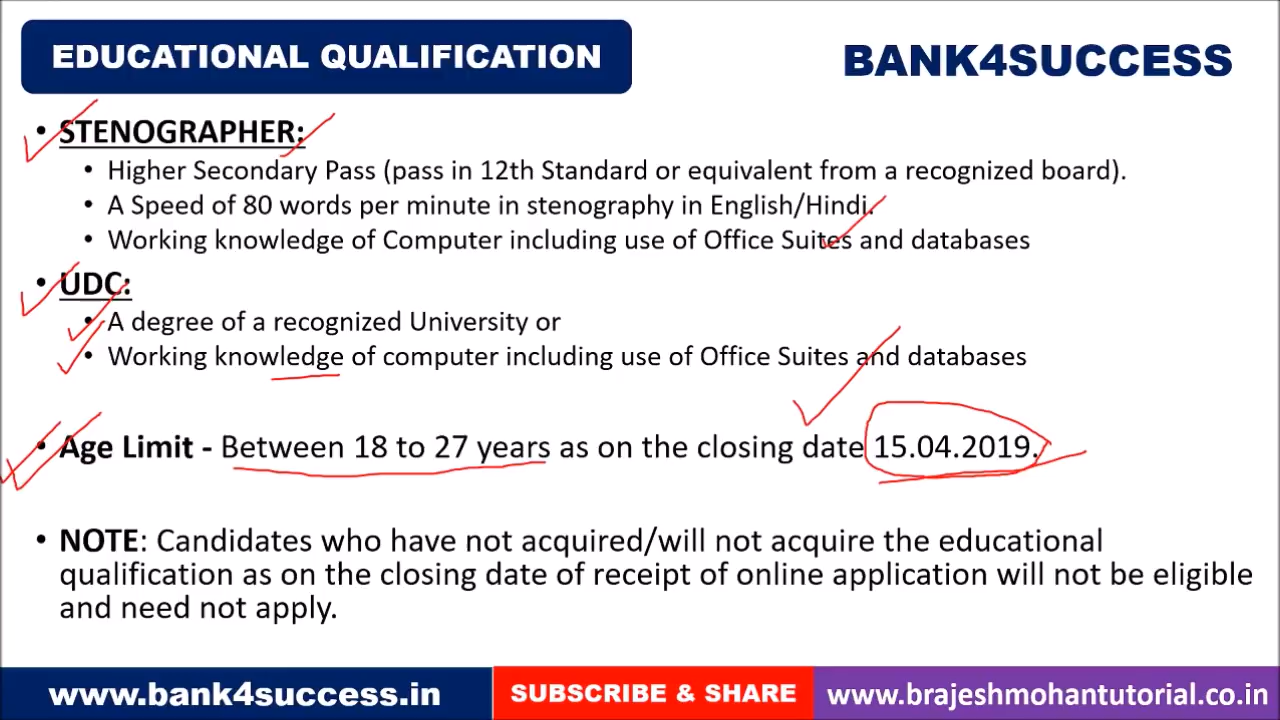 EDUCATIONAL QUALIFICATION
BANK4SUCCESS
• STENOGRAPHER:
• Higher Secondary Pass (pass in 12th Standard or equivalent from a recognized board).
• A Speed of 80 words per minute in stenography in English/Hindi.
• Working knowledge of Computer including use of Office Suites and databases
• UDC:
• A degree of a recognized University or
• Working knowledge of computer including use of Office Suites and databases
• Age Limit - Between 18 to 27 years as on the closing date 15.04.2019.
• NOTE: Candidates who have not acquired/will not acquire the educational
qualification as on the closing date of receipt of online application will not be eligible
and need not apply.
www.bank4success.in
SUBSCRIBE & SHARE
www.brajeshmohantutorial.co.in